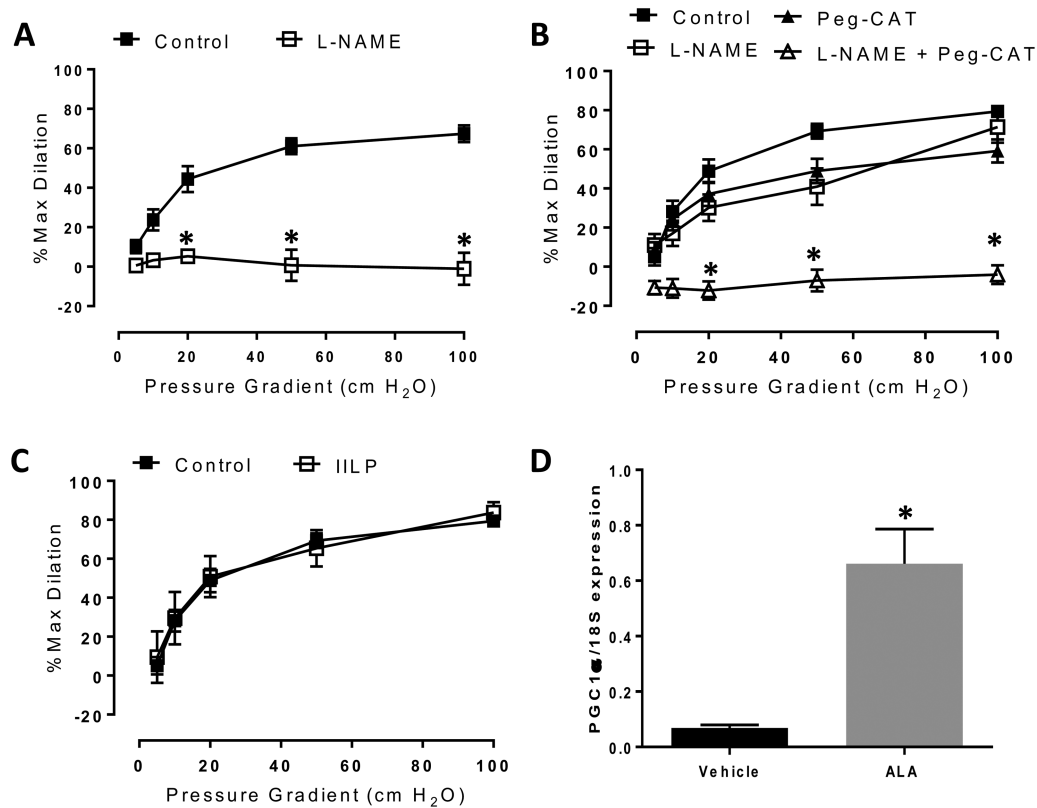 A
Control L-NAME
100
80
60
40
20
0
-20
%Max Dilation
*
*
*
0 20 40 60 80 100
Pressure Gradient (cm H₂O)
B
Control Peg-CAT
L-NAME L-NAME + Peg-CAT
100
80
60
40
20
0
-20
%Max Dilation
*
*
*
0 20 40 60 80 100
Pressure Gradient (cm H₂O)
C
Control IILP
100
80
60
40
20
0
-20
%Max Dilation
0 20 40 60 80 100
Pressure Gradient (cm H₂O)
D
1.0
0.8
0.6
0.4
0.2
0.0
PGC1α/18S expression
*
Vehicle ALA